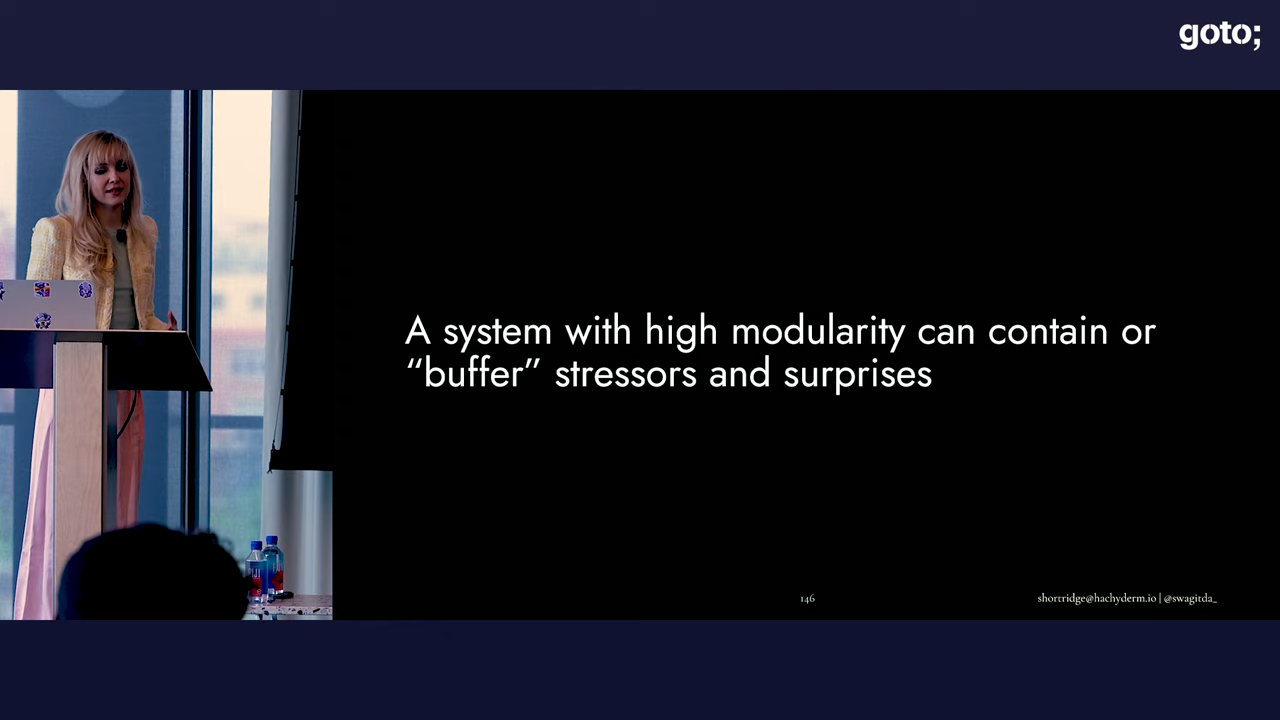 goto;
A system with high modularity can contain or
“buffer” stressors and surprises
146
shortridge@hachyderm.io | @swagitda_